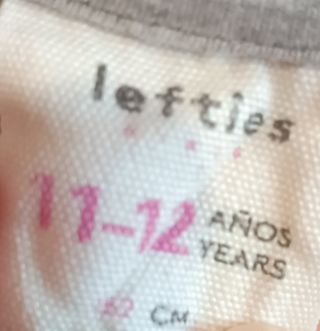 lefties
11-12 AÑOS
YEARS
CM